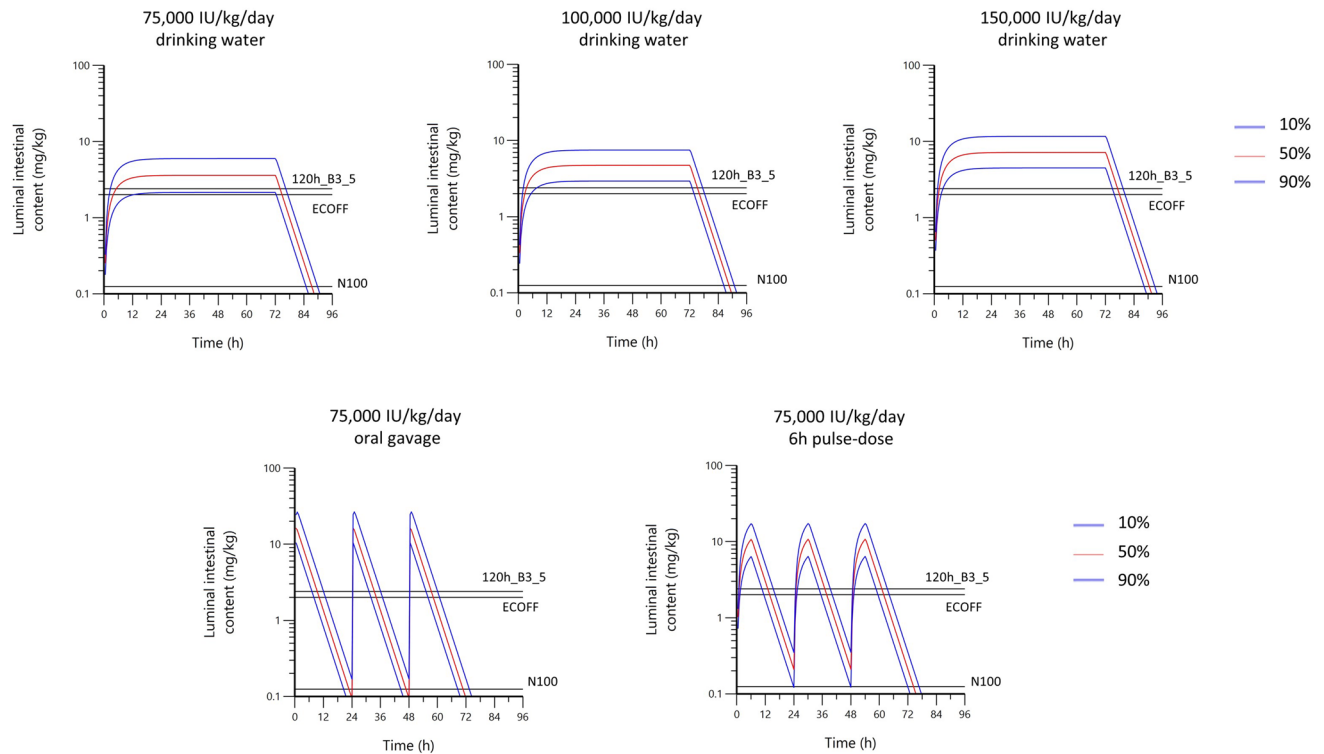 75,000 IU/kg/day
drinking water
100,000 IU/kg/day
drinking water
150,000 IU/kg/day
drinking water
Luminal intestinal
content (mg/kg)
100
10
1
0.1
120h_B3_5
ECOFF
N100
0 12 24 36 48 60 72 84 96
Time (h)
Luminal intestinal
content (mg/kg)
100
10
1
0.1
120h_B3_5
ECOFF
N100
0 12 24 36 48 60 72 84 96
Time (h)
Luminal intestinal
content (mg/kg)
100
10
1
0.1
120h_B3_5
ECOFF
N100
0 12 24 36 48 60 72 84 96
Time (h)
10%
50%
90%
75,000 IU/kg/day
oral gavage
75,000 IU/kg/day
6h pulse-dose
Luminal intestinal
content (mg/kg)
100
10
1
0.1
120h_B3_5
ECOFF
N100
0 12 24 36 48 60 72 84 96
Time (h)
Luminal intestinal
content (mg/kg)
100
10
1
0.1
120h_B3_5
ECOFF
N100
0 12 24 36 48 60 72 84 96
Time (h)
10%
50%
90%